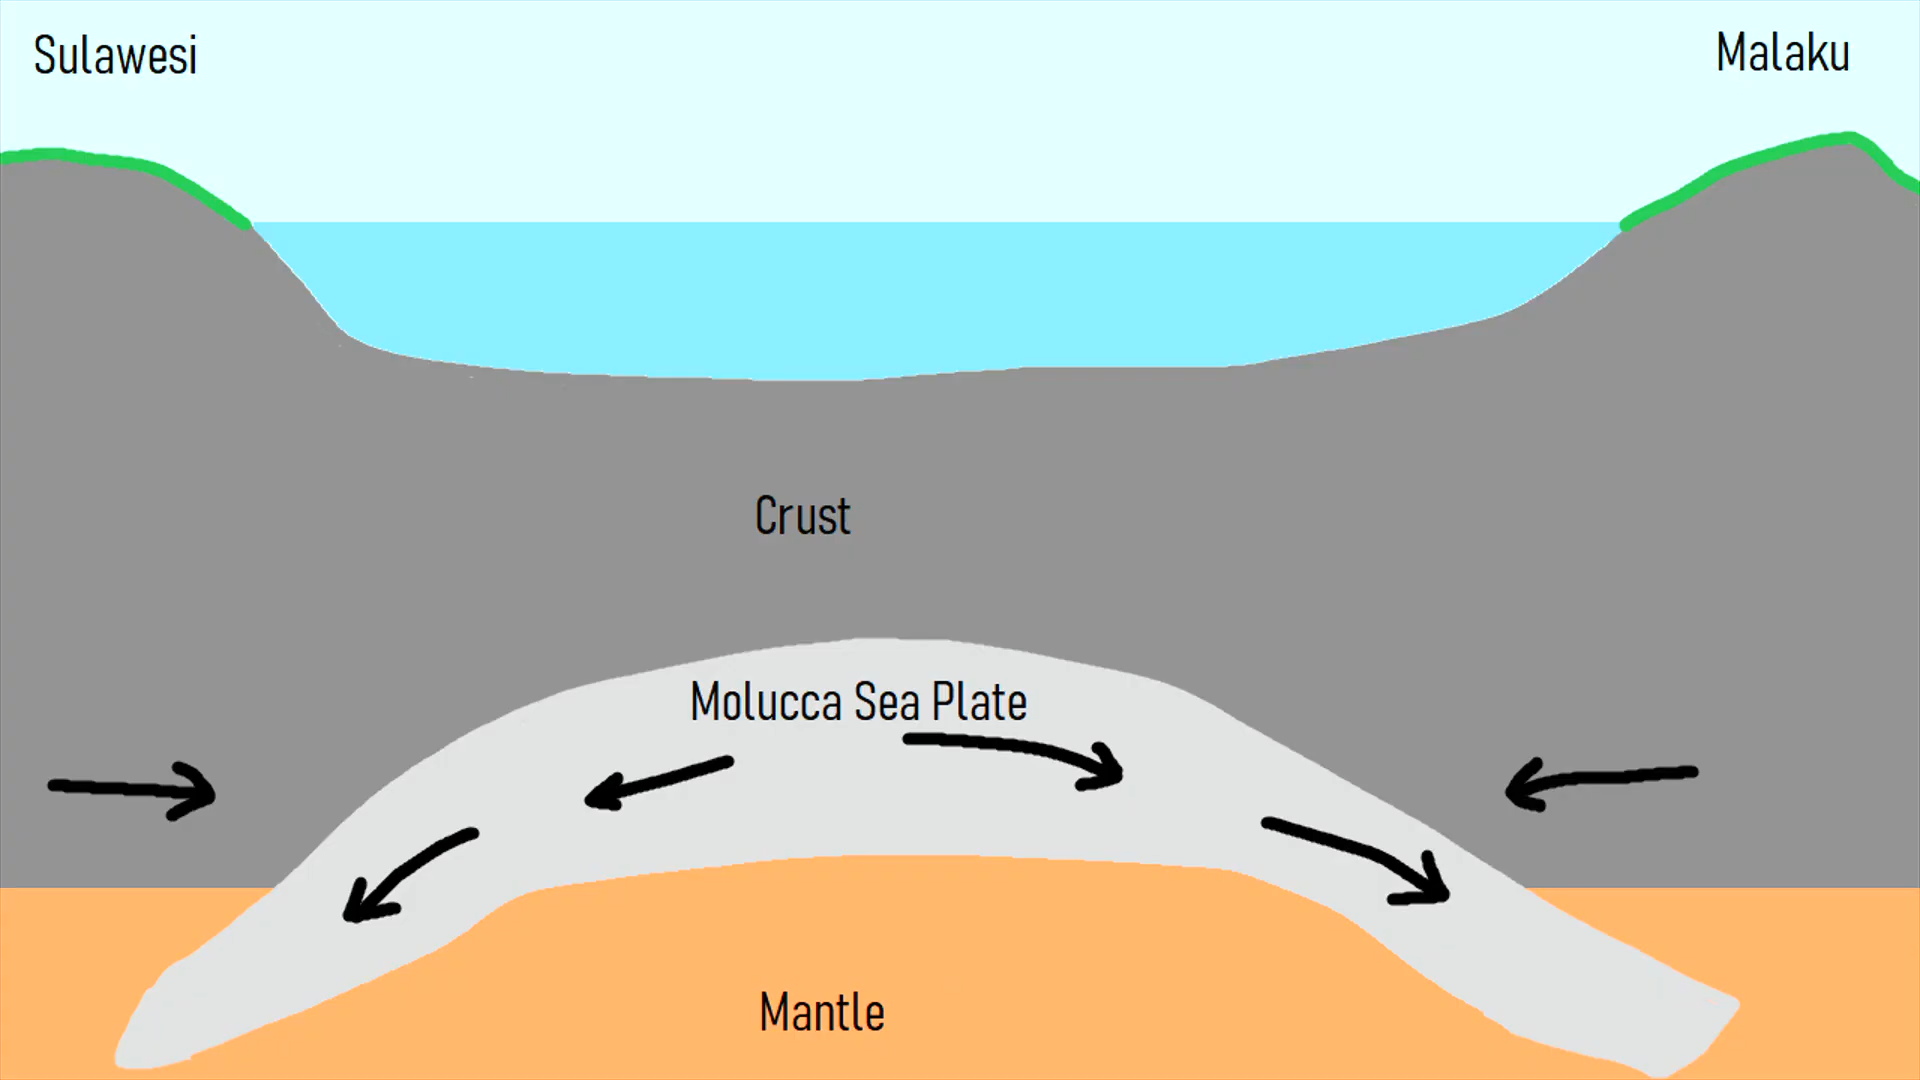 Sulawesi
Malaku
Crust
Molucca Sea Plate
Mantle